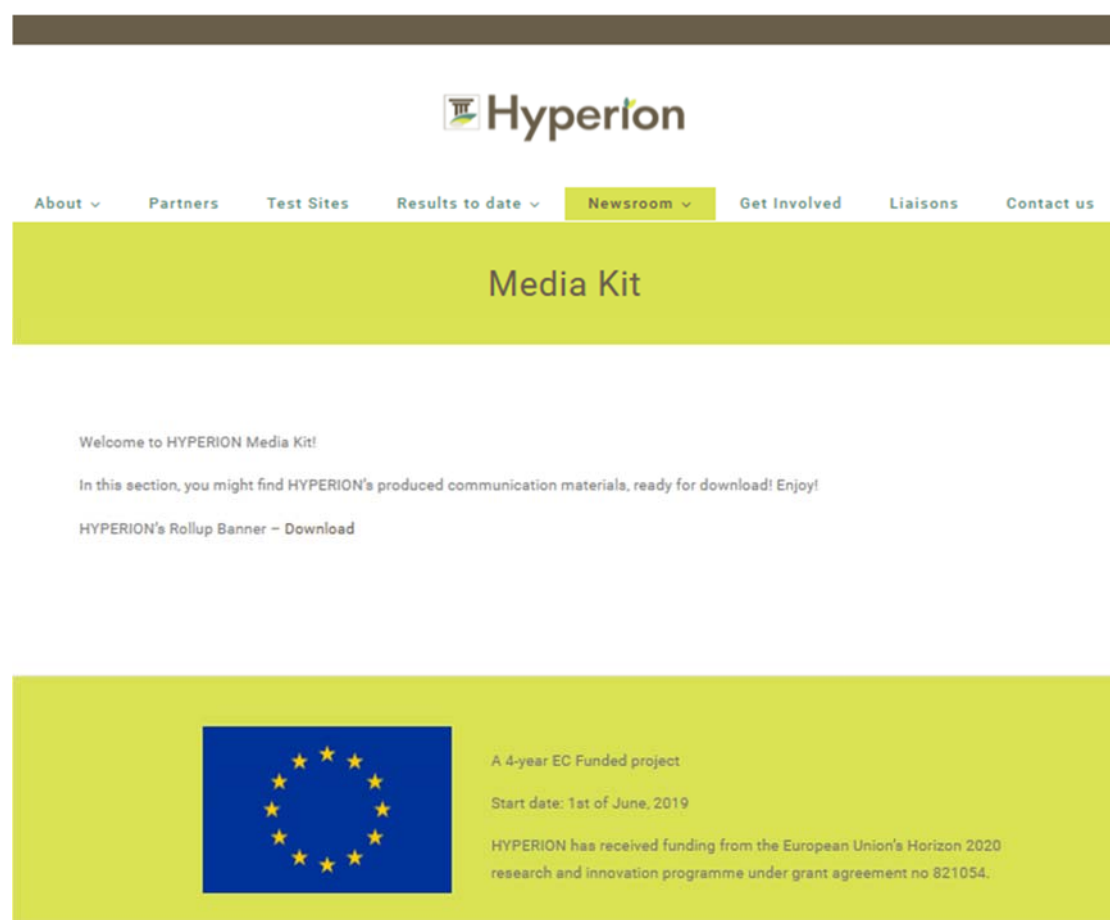 Hyperion
About Partners Test Sites Results to date Newsroom Get Involved Liaisons Contact us
Media Kit
Welcome to HYPERION Media Kit!
In this section, you might find HYPERION's produced communication materials, ready for download! Enjoy!
HYPERION's Rollup Banner – Download
A 4-year EC Funded project
Start date: 1st of June, 2019
HYPERION has received funding from the European Union's Horizon 2020
research and innovation programme under grant agreement no 821054.